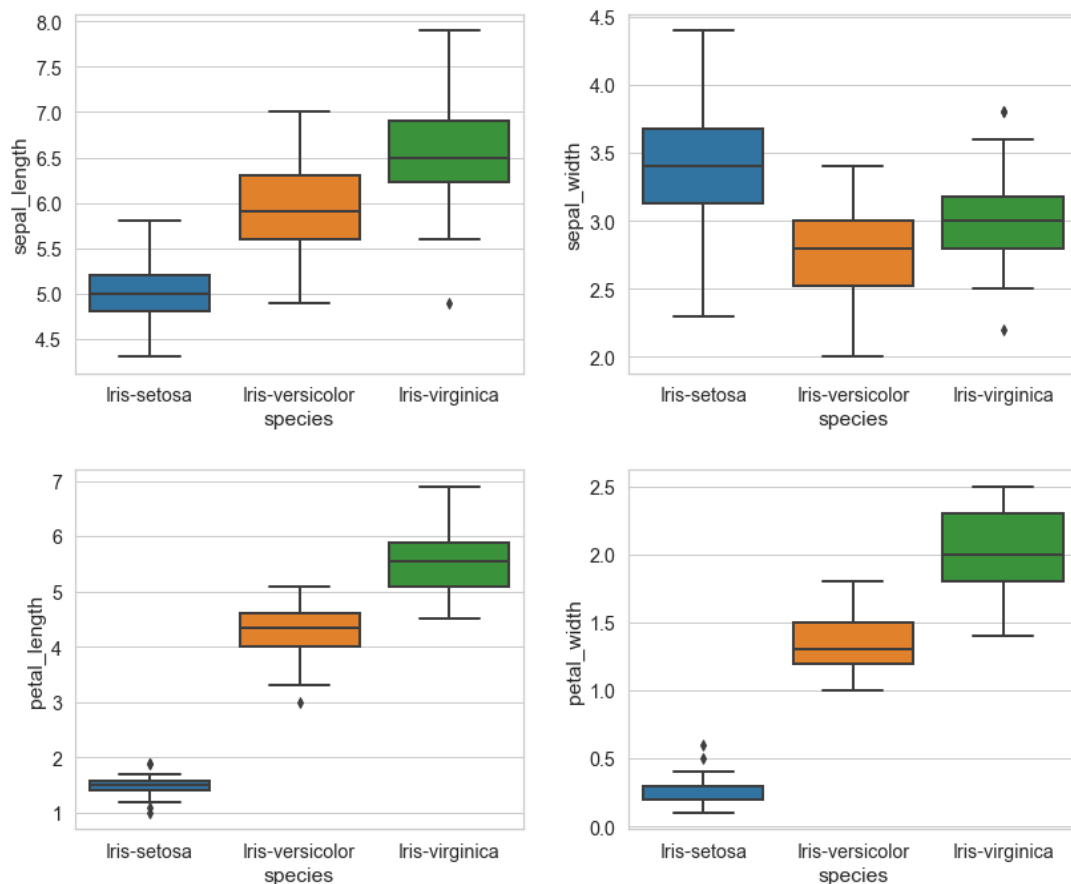 sepal_length
8.0
7.5
7.0
6.5
6.0
5.5
5.0
4.5
Iris-setosa Iris-versicolor Iris-virginica
species
sepal_width
4.5
4.0
3.5
3.0
2.5
2.0
Iris-setosa Iris-versicolor Iris-virginica
species
petal_length
7
6
5
4
3
2
1
Iris-setosa Iris-versicolor Iris-virginica
species
petal_width
2.5
2.0
1.5
1.0
0.5
0.0
Iris-setosa Iris-versicolor Iris-virginica
species